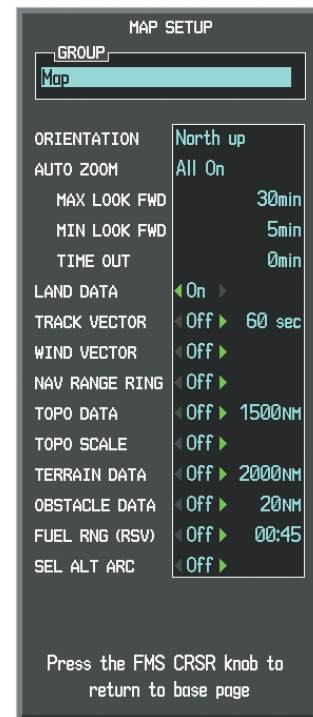 MAP SETUP
GROUP
Map
ORIENTATION North up
AUTO ZOOM All On
MAX LOOK FWD 30min
MIN LOOK FWD 5min
TIME OUT 0min
LAND DATA On
TRACK VECTOR Off 60 sec
WIND VECTOR Off
NAV RANGE RING Off
TOPO DATA Off 1500NM
TOPO SCALE Off
TERRAIN DATA Off 2000NM
OBSTACLE DATA Off 20NM
FUEL RNG (RSV) Off 00:45
SEL ALT ARC Off
Press the FMS CRSR knob to
return to base page